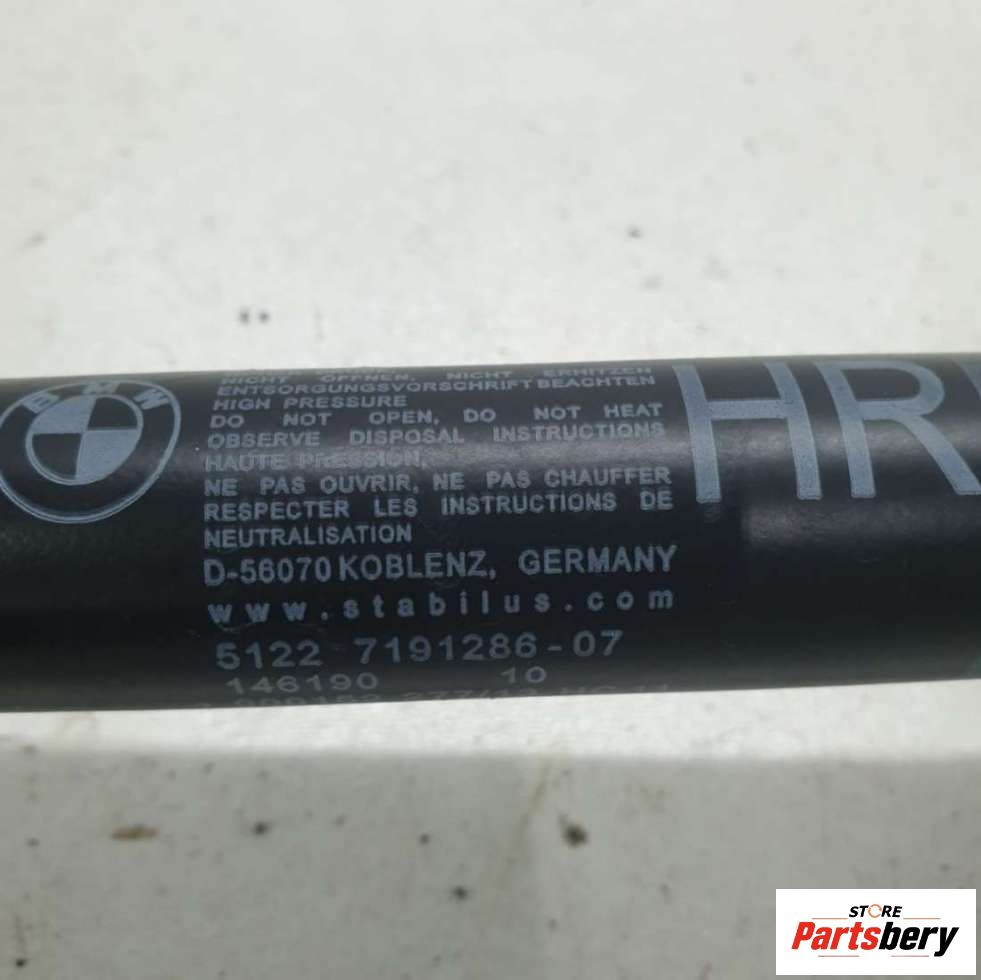 BMW
NICHT ÖFFNEN, NICHT ERHITZEN
ENTSORGUNGSVORSCHRIFT BEACHTEN
HIGH PRESSURE
DO NOT OPEN, DO NOT HEAT
OBSERVE DISPOSAL INSTRUCTIONS
HAUTE PRESSION,
NE PAS OUVRIR, NE PAS CHAUFFER
RESPECTER LES INSTRUCTIONS DE
NEUTRALISATION
D-56070 KOBLENZ, GERMANY
www.stabilus.com
5122 7191286-07
146190 10
HR
STORE
Partsbery